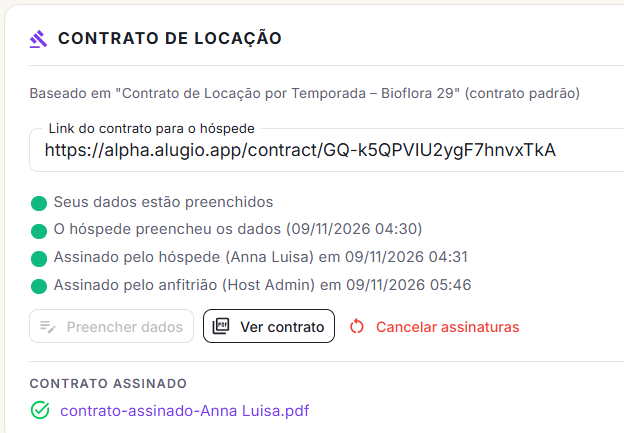 CONTRATO DE LOCAÇÃO
Baseado em "Contrato de Locação por Temporada – Bioflora 29" (contrato padrão)
Link do contrato para o hóspede
https://alpha.alugio.app/contract/GQ-k5QPVIU2ygF7hnvxTkA
Seus dados estão preenchidos
O hóspede preencheu os dados (09/11/2026 04:30)
Assinado pelo hóspede (Anna Luisa) em 09/11/2026 04:31
Assinado pelo anfitrião (Host Admin) em 09/11/2026 05:46
Preencher dados
PDF Ver contrato
Cancelar assinaturas
CONTRATO ASSINADO
contrato-assinado-Anna Luisa.pdf